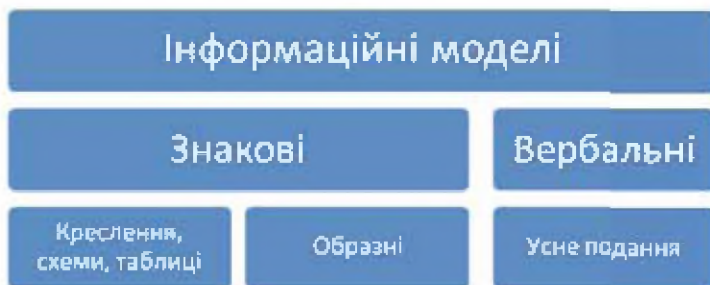 Інформаційні моделі
Знакові
Вербальні
Креслення,
схеми, таблиці
Образні
Усне подання